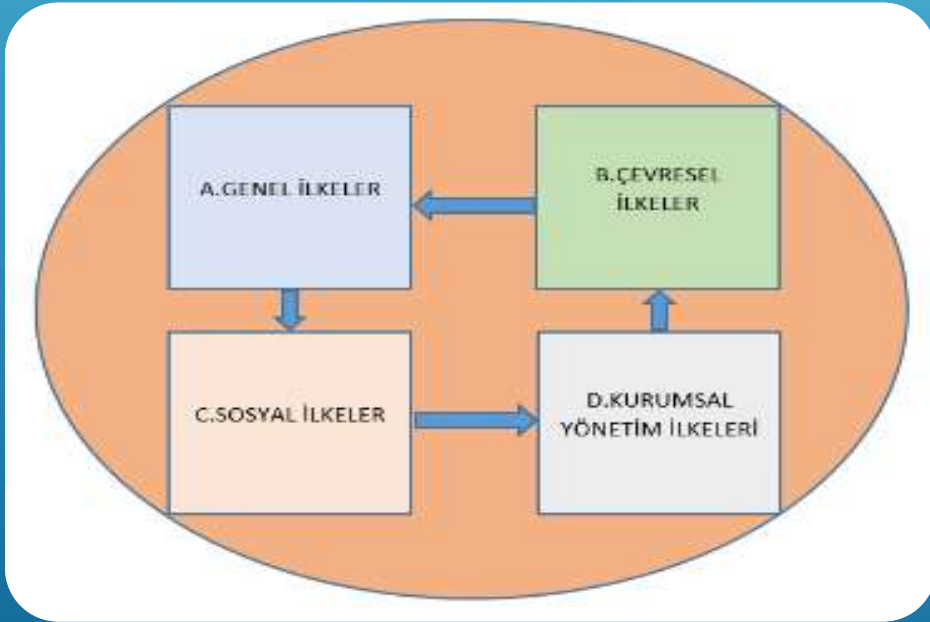 A.GENEL İLKELER
B.ÇEVRESEL
İLKELER
C.SOSYAL İLKELER
D.KURUMSAL
YÖNETİM İLKELERİ